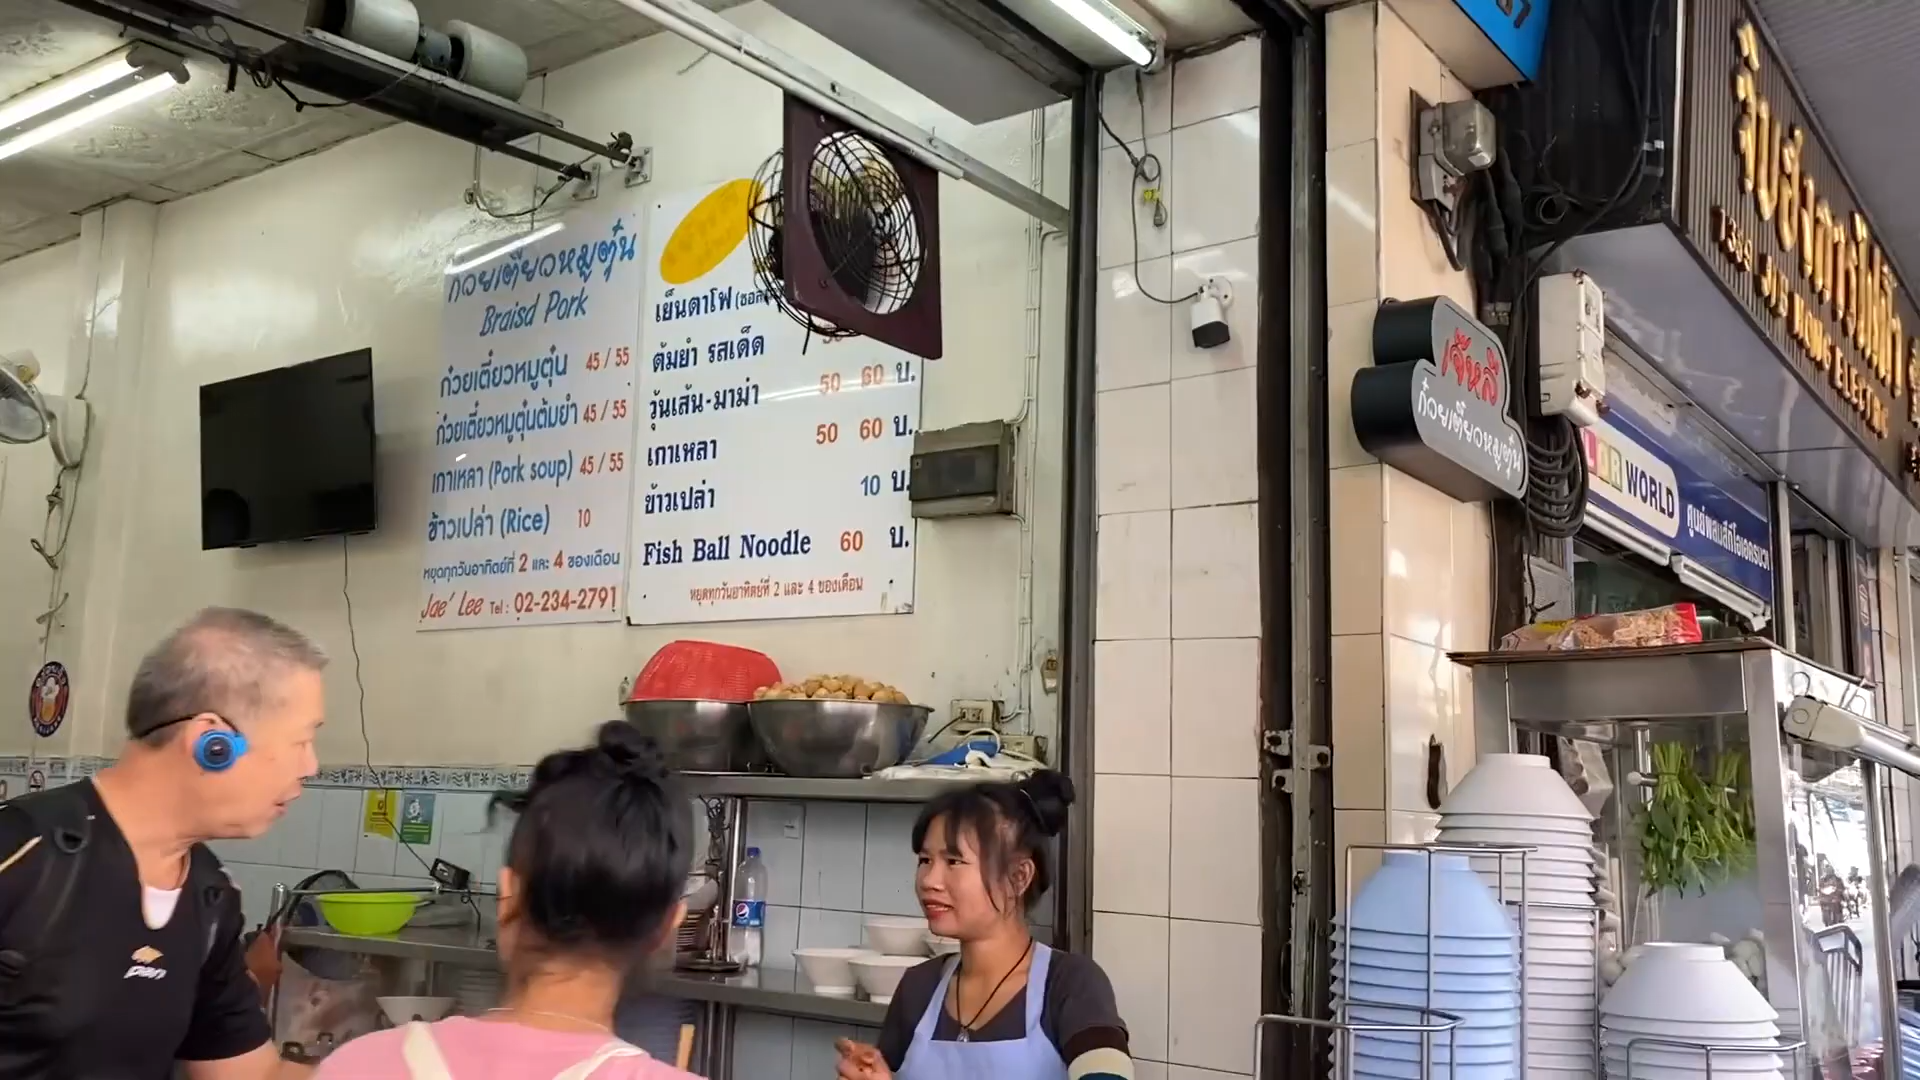 ก๋วยเตี๋ยวหมูตุ๋น
Braisd Pork
ก๋วยเตี๋ยวหมูตุ๋น 45 / 55
ก๋วยเตี๋ยวหมูตุ๋นต้มยำ 45 / 55
เกาเหลา (Pork soup) 45 / 55
ข้าวเปล่า (Rice) 10
หยุดทุกวันอาทิตย์ที่ 2 และ 4 ของเดือน
Jae' Lee Tel : 02-234-2791
เย็นตาโฟ
ต้มยำ รสเด็ด
วุ้นเส้น-มาม่า 50 60 บ.
เกาเหลา 50 60 บ.
ข้าวเปล่า 10 บ.
Fish Ball Noodle 60 บ.
หยุดทุกวันอาทิตย์ที่ 2 และ 4 ของเดือน
เจ๊หลี
ก๋วยเตี๋ยวหมูตุ๋น
WORLD
pan